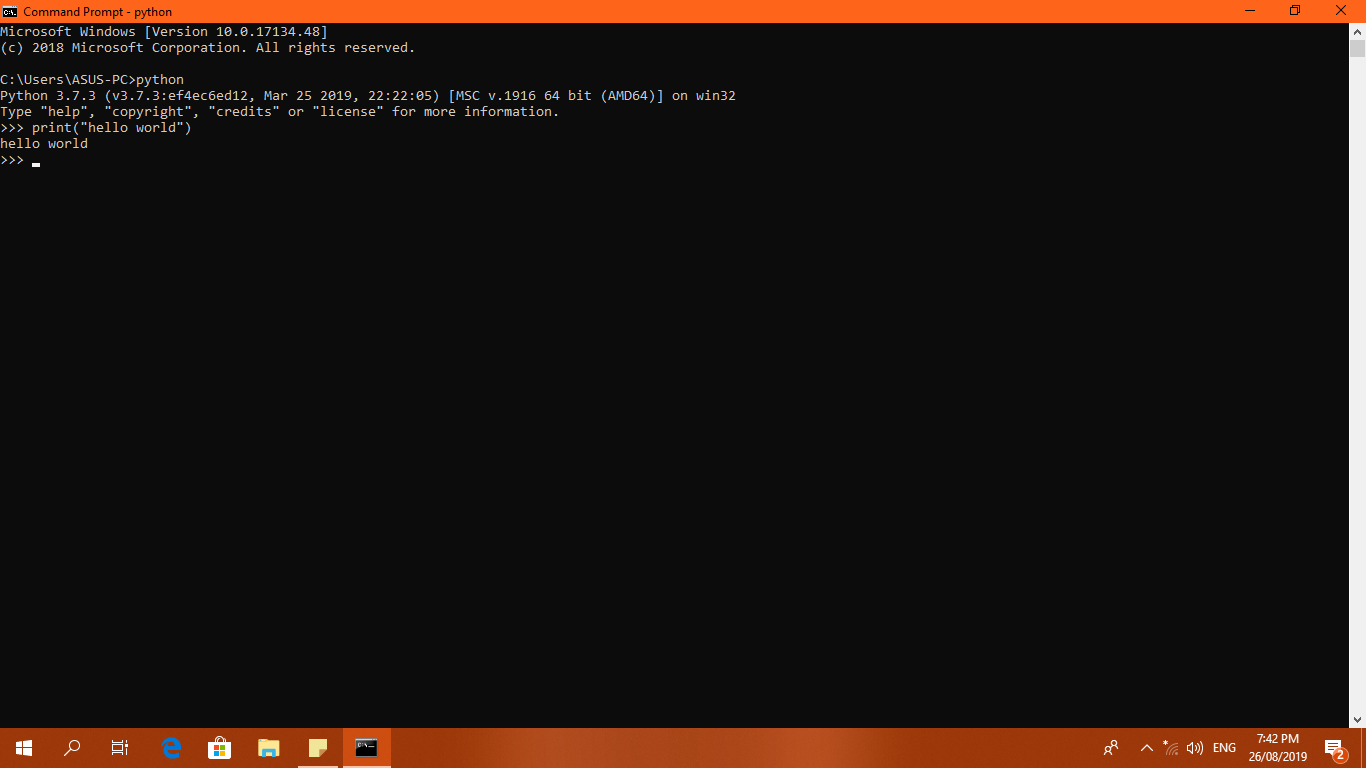 Command Prompt - python
Microsoft Windows [Version 10.0.17134.48]
(c) 2018 Microsoft Corporation. All rights reserved.
C:\Users\ASUS-PC>python
Python 3.7.3 (v3.7.3:ef4ec6ed12, Mar 25 2019, 22:22:05) [MSC v.1916 64 bit (AMD64)] on win32
Type "help", "copyright", "credits" or "license" for more information.
>>> print("hello world")
hello world
>>> _
ENG
7:42 PM
26/08/2019
2